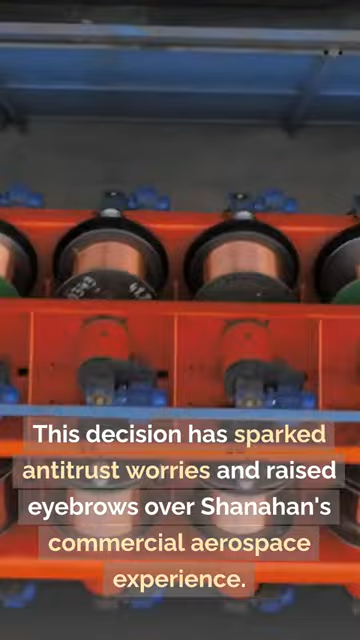 This decision has sparked
antitrust worries and raised
eyebrows over Shanahan's
commercial aerospace
experience.